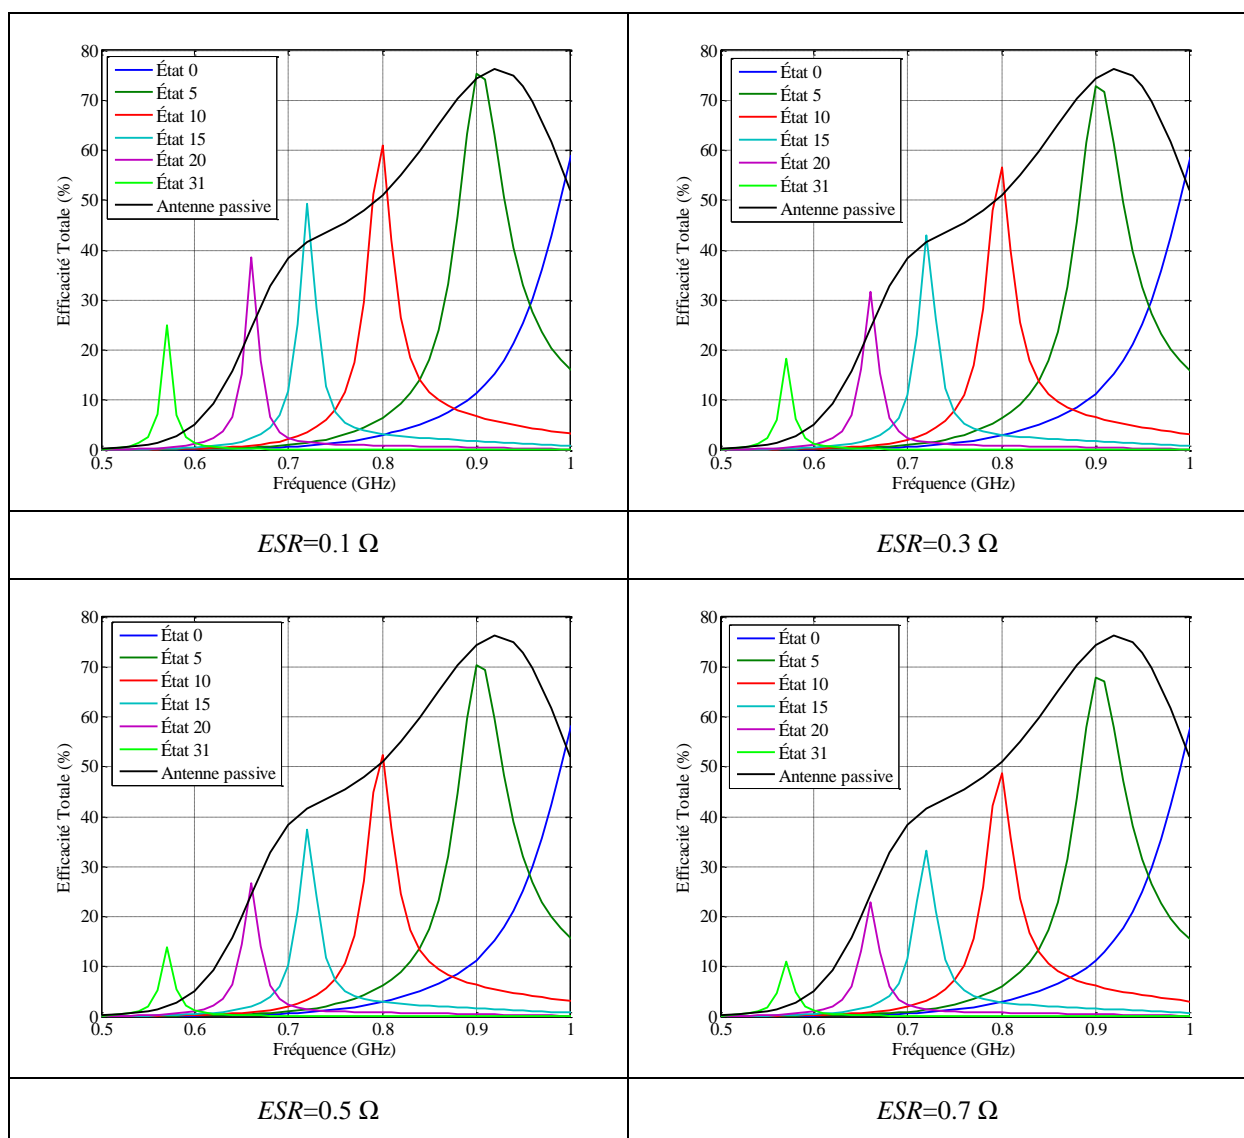 80
70
60
50
40
30
20
10
0
Efficacité Totale (%)
État 0
État 5
État 10
État 15
État 20
État 31
Antenne passive
0.5 0.6 0.7 0.8 0.9 1
Fréquence (GHz)
ESR=0.1 Ω
80
70
60
50
40
30
20
10
0
Efficacité Totale (%)
État 0
État 5
État 10
État 15
État 20
État 31
Antenne passive
0.5 0.6 0.7 0.8 0.9 1
Fréquence (GHz)
ESR=0.3 Ω
80
70
60
50
40
30
20
10
0
Efficacité Totale (%)
État 0
État 5
État 10
État 15
État 20
État 31
Antenne passive
0.5 0.6 0.7 0.8 0.9 1
Fréquence (GHz)
ESR=0.5 Ω
80
70
60
50
40
30
20
10
0
Efficacité Totale (%)
État 0
État 5
État 10
État 15
État 20
État 31
Antenne passive
0.5 0.6 0.7 0.8 0.9 1
Fréquence (GHz)
ESR=0.7 Ω